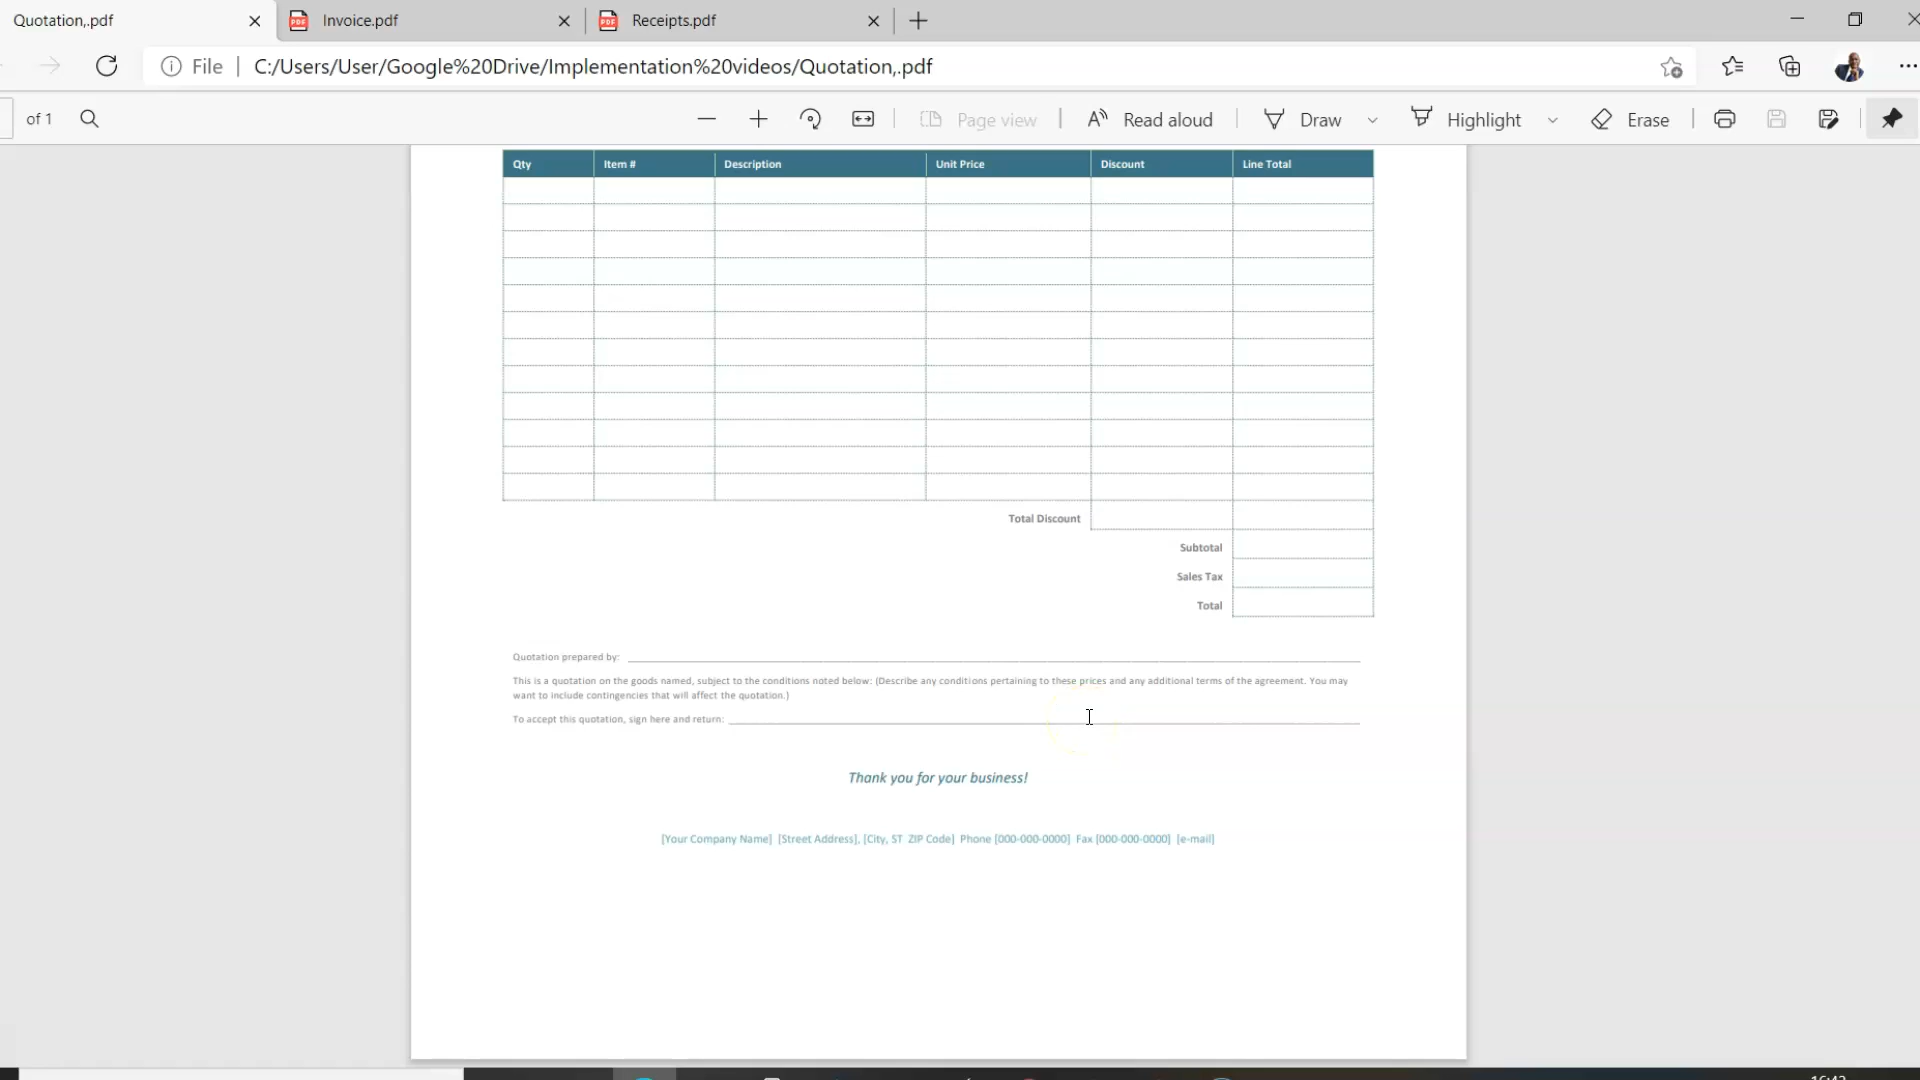 Quotation,.pdf
Invoice.pdf
Receipts.pdf
File
C:/Users/User/Google%20Drive/Implementation%20videos/Quotation,.pdf
of 1
Page view
Read aloud
Draw
Highlight
Erase
Qty Item # Description Unit Price Discount Line Total
Total Discount
Subtotal
Sales Tax
Total
Quotation prepared by:
This is a quotation on the goods named, subject to the conditions noted below: (Describe any conditions pertaining to these prices and any additional terms of the agreement. You may
want to include contingencies that will affect the quotation.)
To accept this quotation, sign here and return:
Thank you for your business!
[Your Company Name] [Street Address], [City, ST ZIP Code] Phone [000-000-0000] Fax [000-000-0000] [e-mail]